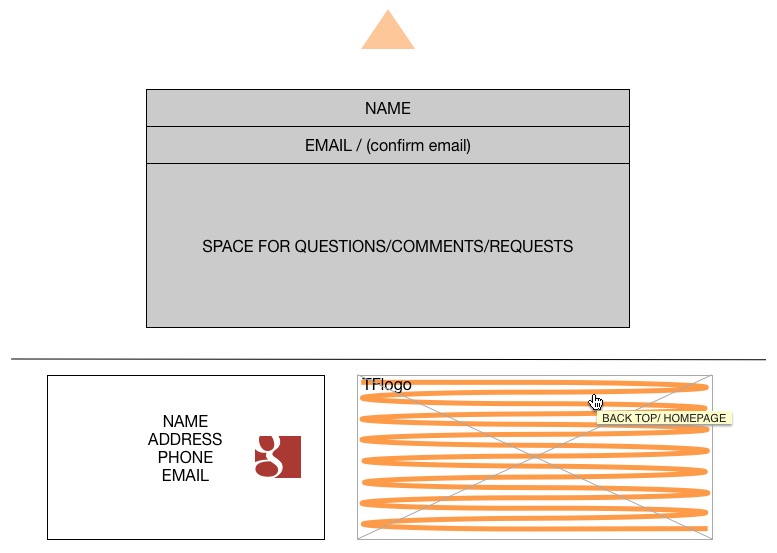 NAME
EMAIL / (confirm email)
SPACE FOR QUESTIONS/COMMENTS/REQUESTS
NAME
ADDRESS
PHONE
EMAIL
g
TFlogo
BACK TOP/ HOMEPAGE